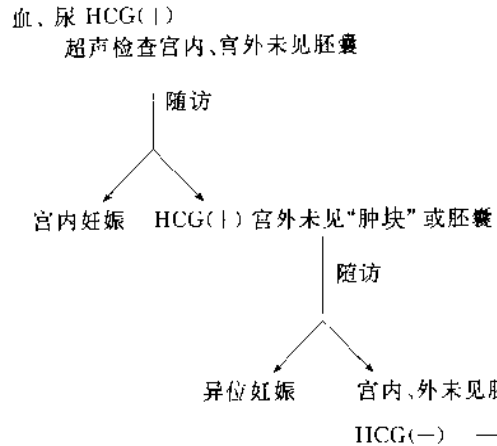 血、尿 HCG(+)
超声检查宫内、宫外未见胚囊
随访
宫内妊娠 HCG(+) 宫外未见“肿块”或胚囊
随访
异位妊娠 宫内、外未见胚
HCG(—) —